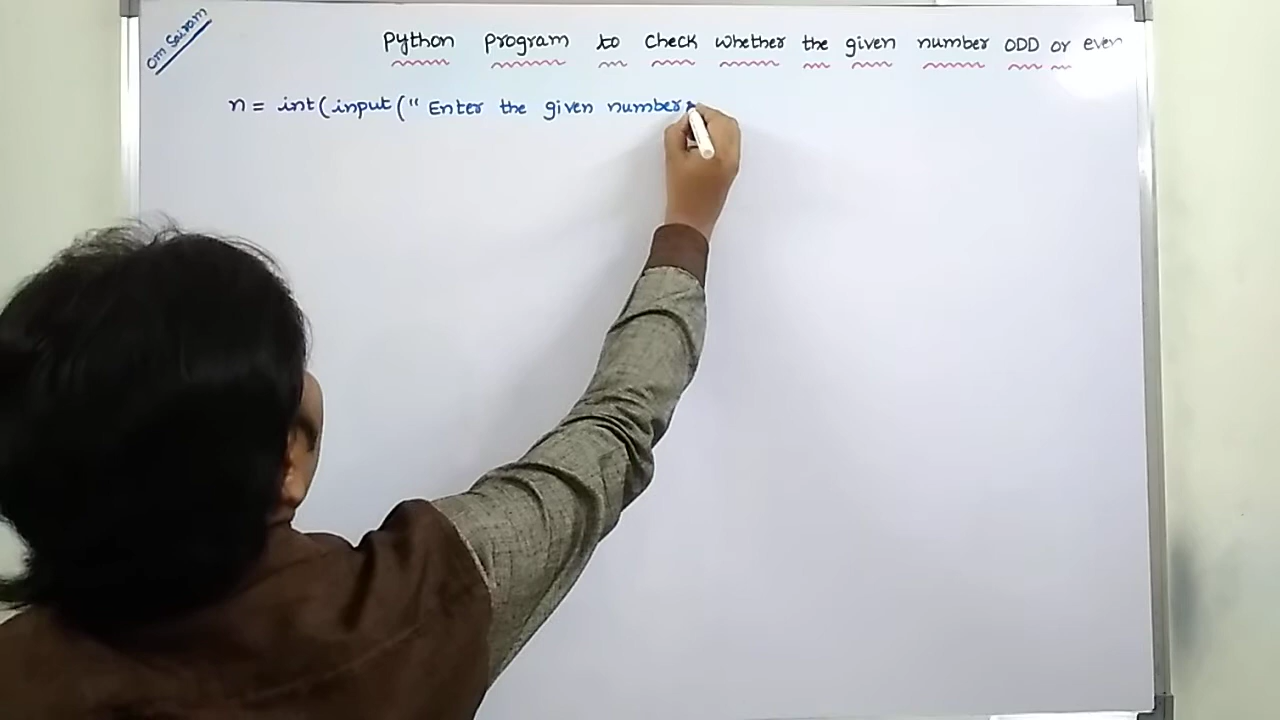 om Sairam
Python program to check whether the given number ODD or even
n = int(input(" Enter the given number